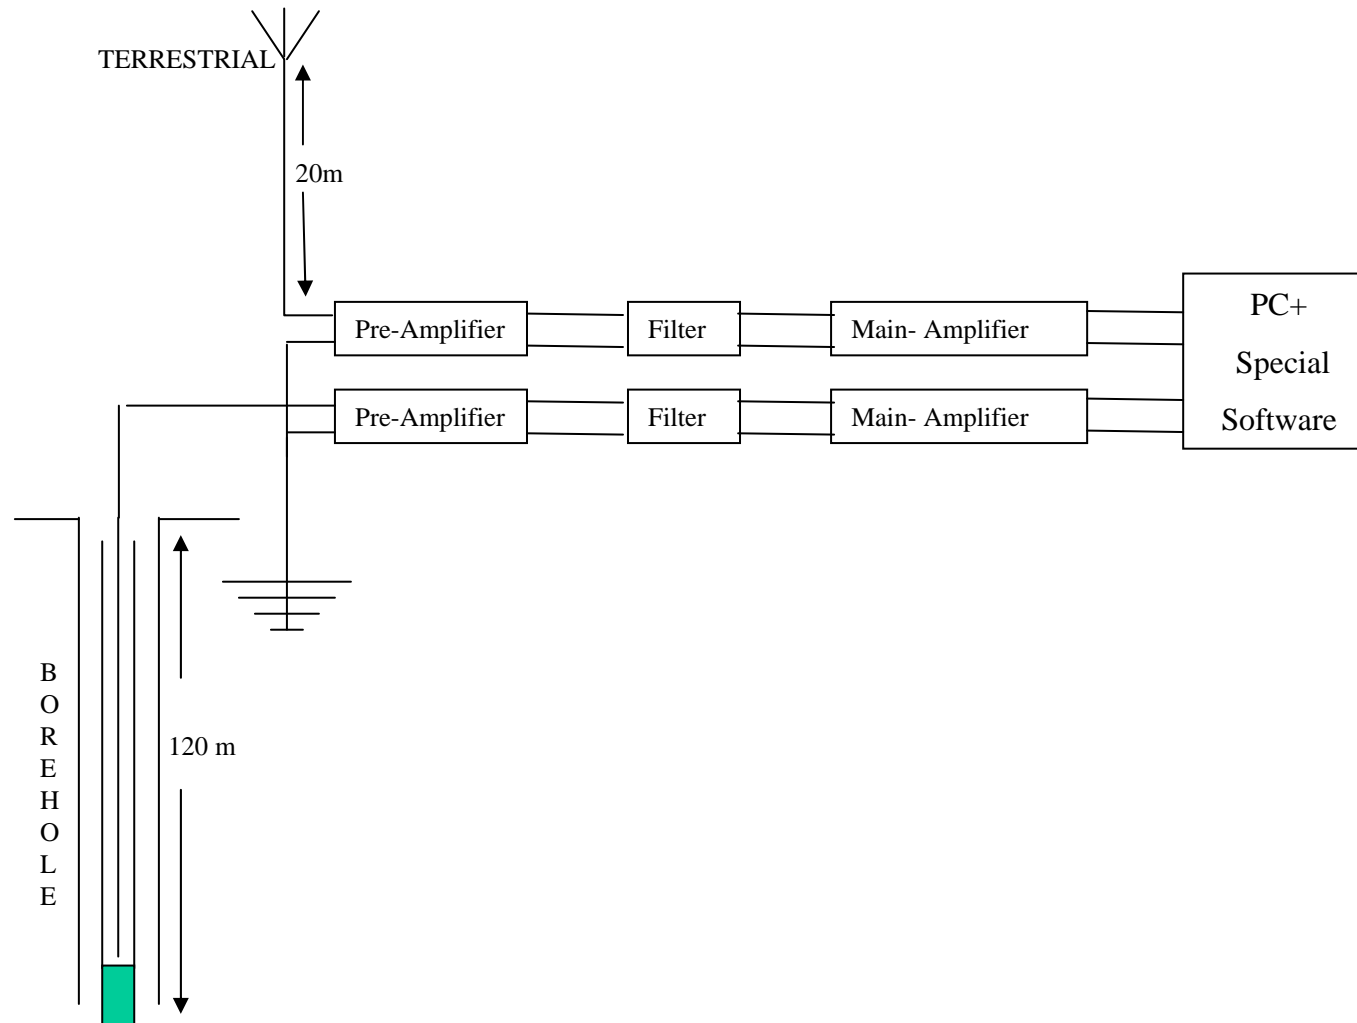 TERRESTRIAL
20m
Pre-Amplifier
Filter
Main- Amplifier
PC+
Special
Software
Pre-Amplifier
Filter
Main- Amplifier
B
O
R
E
H
O
L
E
120 m